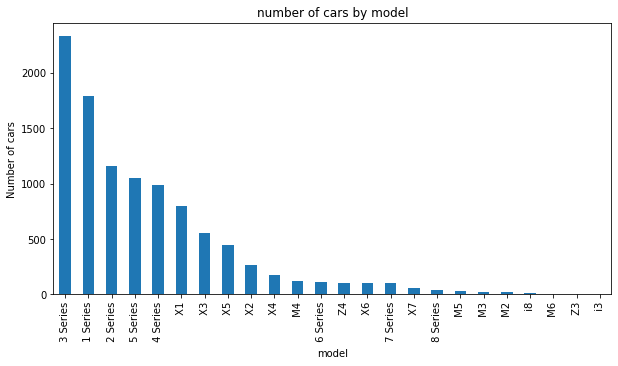 number of cars by model
Number of cars
2000
1500
1000
500
0
3 Series
1 Series
2 Series
5 Series
4 Series
X1
X3
X5
X2
X4
M4
6 Series
Z4
X6
7 Series
X7
8 Series
M5
M3
M2
i8
M6
Z3
i3
model